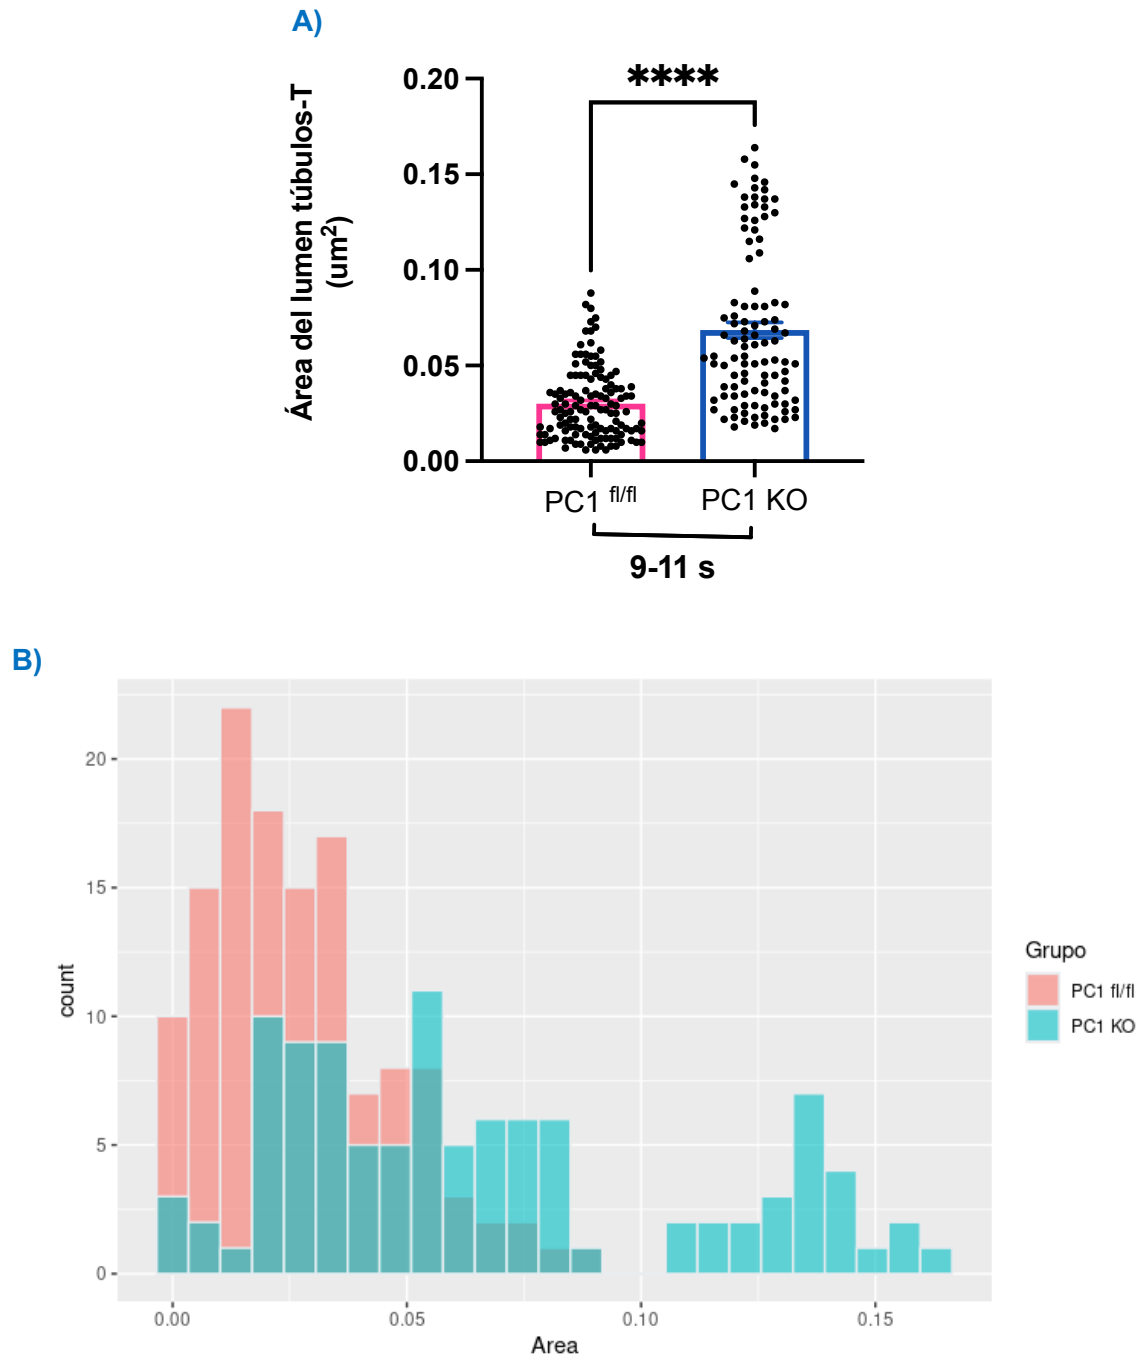 A)
Área del lumen túbulos-T
(um²)
****
0.20
0.15
0.10
0.05
0.00
PC1 fl/fl
PC1 KO
9-11 s
B)
count
20
15
10
5
0
0.00 0.05 0.10 0.15
Area
Grupo
PC1 fl/fl
PC1 KO